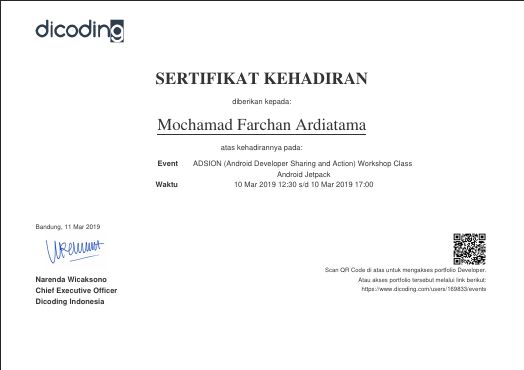 dicoding
SERTIFIKAT KEHADIRAN
diberikan kepada:
Mochamad Farchan Ardiatama
atas kehadirannya pada:
Event ADSION (Android Developer Sharing and Action) Workshop Class
Android Jetpack
Waktu 10 Mar 2019 12:30 s/d 10 Mar 2019 17:00
Bandung, 11 Mar 2019
Narenda Wicaksono
Chief Executive Officer
Dicoding Indonesia
Scan QR Code di atas untuk mengakses portfolio Developer.
Atau akses portfolio tersebut melalui link berikut:
https://www.dicoding.com/users/169833/events